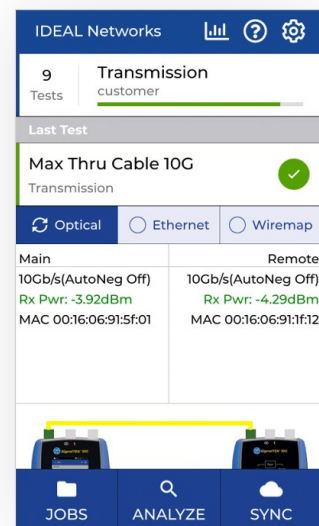 IDEAL Networks
9
Tests
Transmission
customer
Last Test
Max Thru Cable 10G
Transmission
Optical
Ethernet
Wiremap
Main
Remote
10Gb/s(AutoNeg Off)
10Gb/s(AutoNeg Off)
Rx Pwr: -3.92dBm
Rx Pwr: -4.29dBm
MAC 00:16:06:91:5f:01
MAC 00:16:06:91:1f:12
JOBS
ANALYZE
SYNC